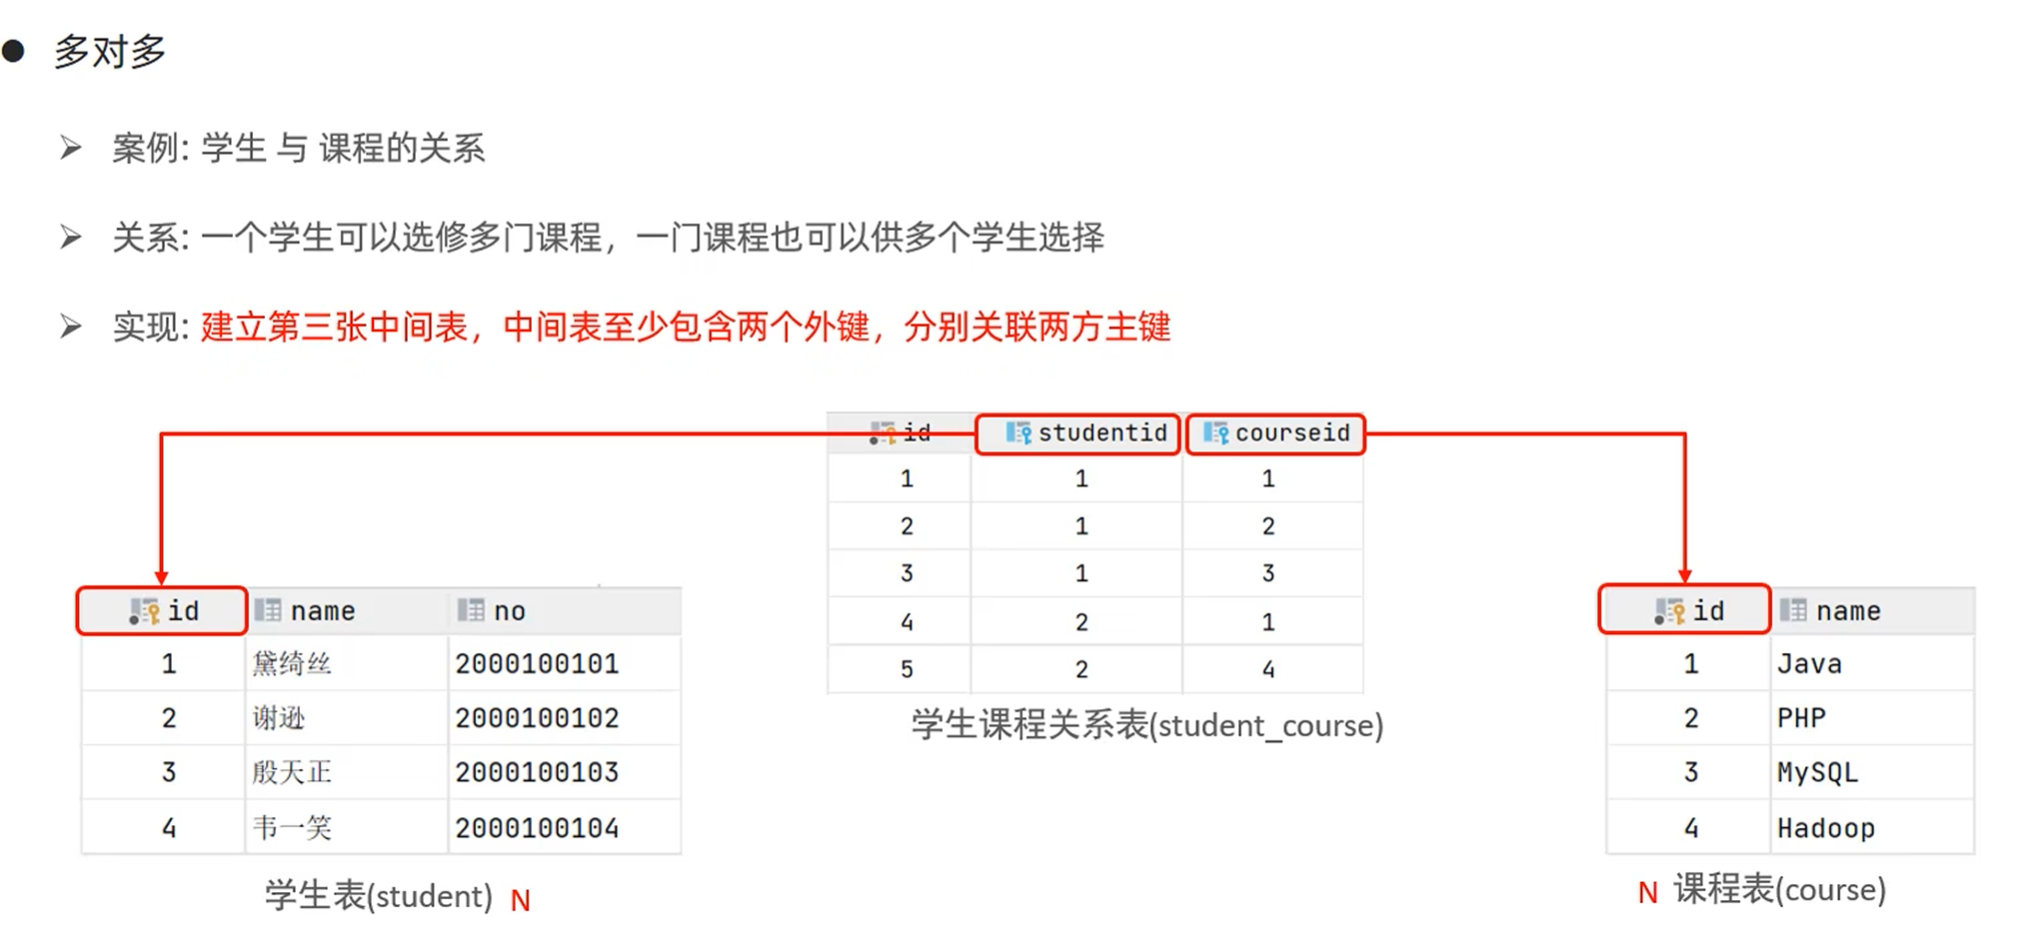 ● 多对多
➢ 案例: 学生 与 课程的关系
➢ 关系: 一个学生可以选修多门课程，一门课程也可以供多个学生选择
➢ 实现: 建立第三张中间表，中间表至少包含两个外键，分别关联两方主键
id studentid courseid
1 1 1
2 1 2
3 1 3
4 2 1
5 2 4
学生课程关系表(student_course)
id name no
1 黛绮丝 2000100101
2 谢逊 2000100102
3 殷天正 2000100103
4 韦一笑 2000100104
学生表(student) N
id name
1 Java
2 PHP
3 MySQL
4 Hadoop
N 课程表(course)